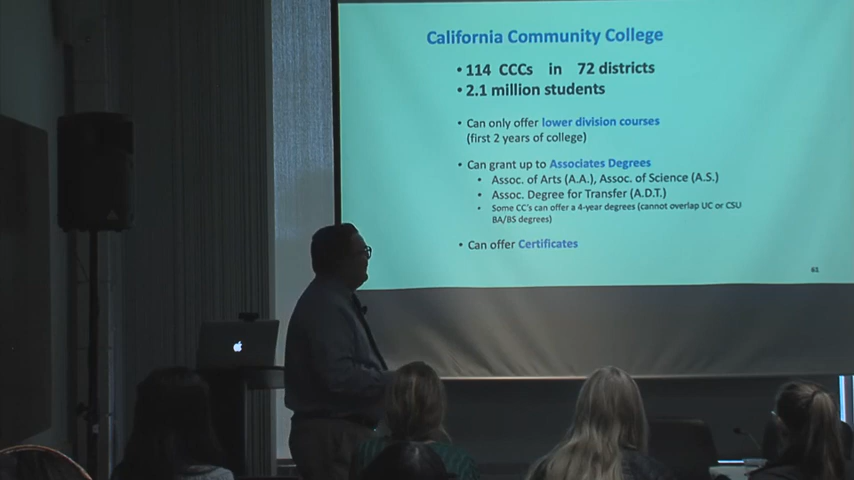 California Community College
• 114 CCCs in 72 districts
• 2.1 million students
• Can only offer lower division courses
(first 2 years of college)
• Can grant up to Associates Degrees
• Assoc. of Arts (A.A.), Assoc. of Science (A.S.)
• Assoc. Degree for Transfer (A.D.T.)
• Some CC's can offer a 4-year degrees (cannot overlap UC or CSU
BA/BS degrees)
• Can offer Certificates